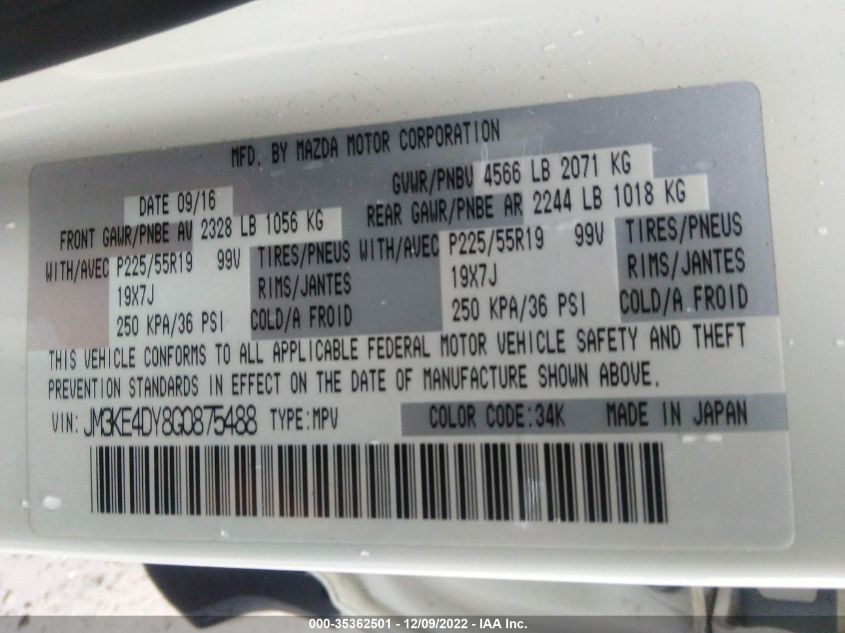 MFD. BY MAZDA MOTOR CORPORATION
DATE 09/16 GVWR/PNBV 4566 LB 2071 KG
FRONT GAWR/PNBE AV 2328 LB 1056 KG REAR GAWR/PNBE AR 2244 LB 1018 KG
WITH/AVEC P225/55R19 99V TIRES/PNEUS WITH/AVEC P225/55R19 99V TIRES/PNEUS
19X7J RIMS/JANTES 19X7J RIMS/JANTES
250 KPA/36 PSI COLD/A FROID 250 KPA/36 PSI COLD/A FROID
THIS VEHICLE CONFORMS TO ALL APPLICABLE FEDERAL MOTOR VEHICLE SAFETY AND THEFT
PREVENTION STANDARDS IN EFFECT ON THE DATE OF MANUFACTURE SHOWN ABOVE.
VIN: JM3KE4DY8G0875488 TYPE:MPV COLOR CODE:34K MADE IN JAPAN
000-35362501 - 12/09/2022 - IAA Inc.